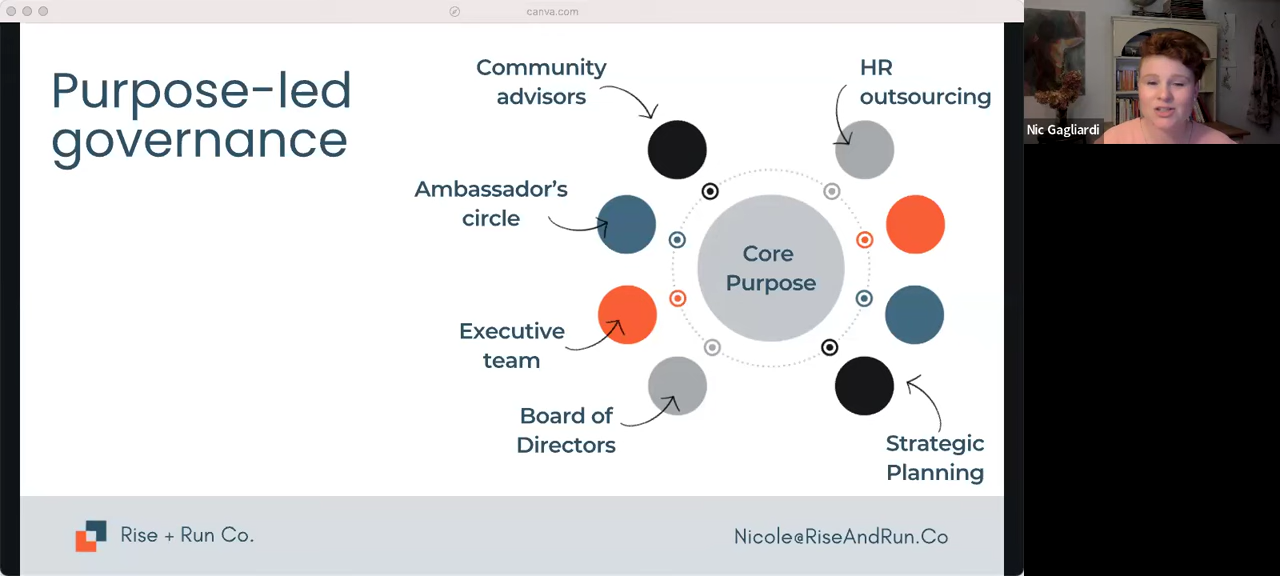 canva.com
Purpose-led
governance
Community
advisors
HR
outsourcing
Ambassador's
circle
Core
Purpose
Executive
team
Board of
Directors
Strategic
Planning
Rise + Run Co.
Nicole@RiseAndRun.Co
Nic Gagliardi